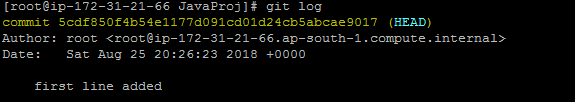 [root@ip-172-31-21-66 JavaProj]# git log
commit 5cdf850f4b54e1177d091cd01d24cb5abcae9017 (HEAD)
Author: root <root@ip-172-31-21-66.ap-south-1.compute.internal>
Date:   Sat Aug 25 20:26:23 2018 +0000

    first line added